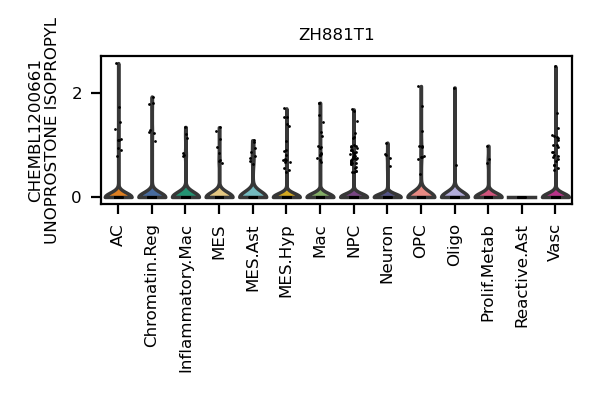 ZH881T1
CHEMBL1200661
UNOPROSTONE ISOPROPYL
2
0
AC
Chromatin.Reg
Inflammatory.Mac
MES
MES.Ast
MES.Hyp
Mac
NPC
Neuron
OPC
Oligo
Prolif.Metab
Reactive.Ast
Vasc